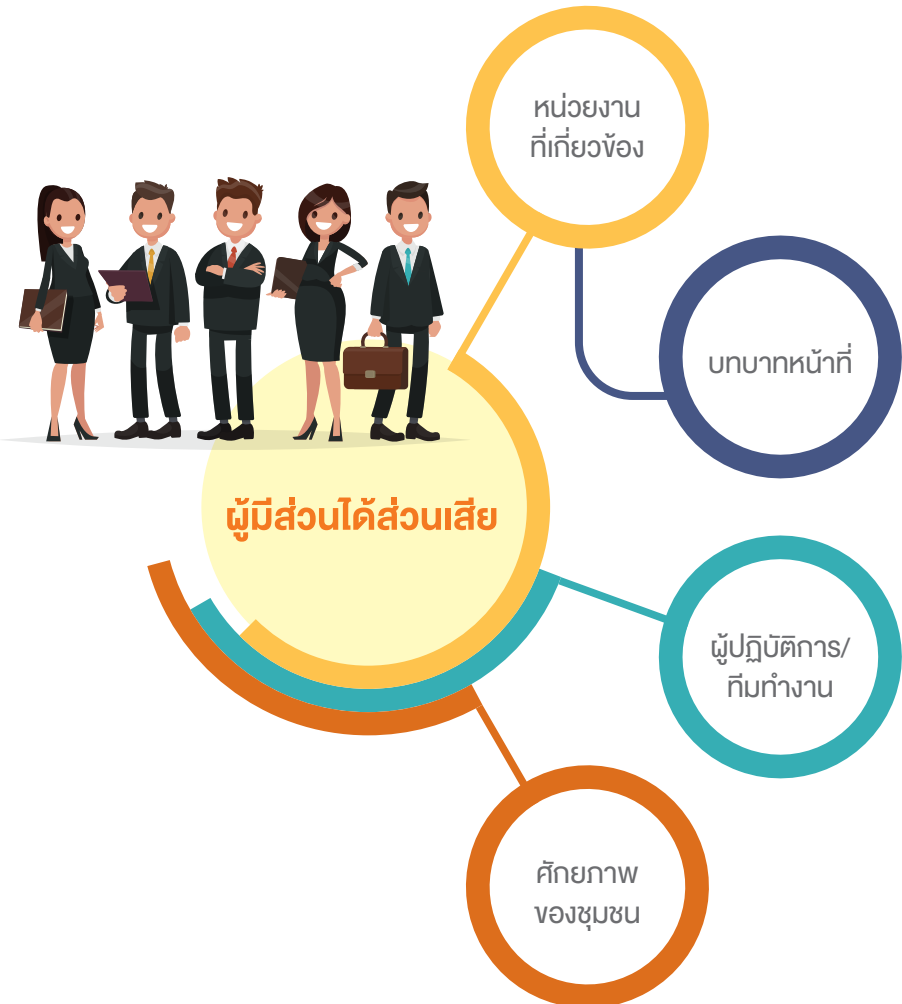 หน่วยงาน
ที่เกี่ยวข้อง
บทบาทหน้าที่
ผู้มีส่วนได้ส่วนเสีย
ผู้ปฏิบัติการ/
ทีมทำงาน
ศักยภาพ
ของชุมชน